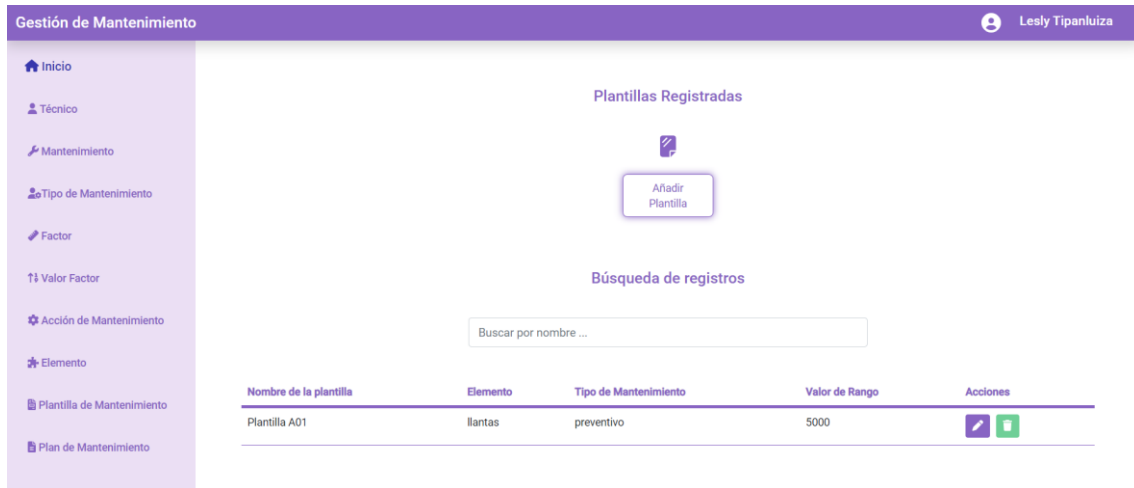 Gestión de Mantenimiento
Lesly Tipanluiza
Inicio
Técnico
Mantenimiento
Tipo de Mantenimiento
Factor
Valor Factor
Acción de Mantenimiento
Elemento
Plantilla de Mantenimiento
Plan de Mantenimiento
Plantillas Registradas
Añadir
Plantilla
Búsqueda de registros
Buscar por nombre ...
Nombre de la plantilla Elemento Tipo de Mantenimiento Valor de Rango Acciones
Plantilla A01 llantas preventivo 5000